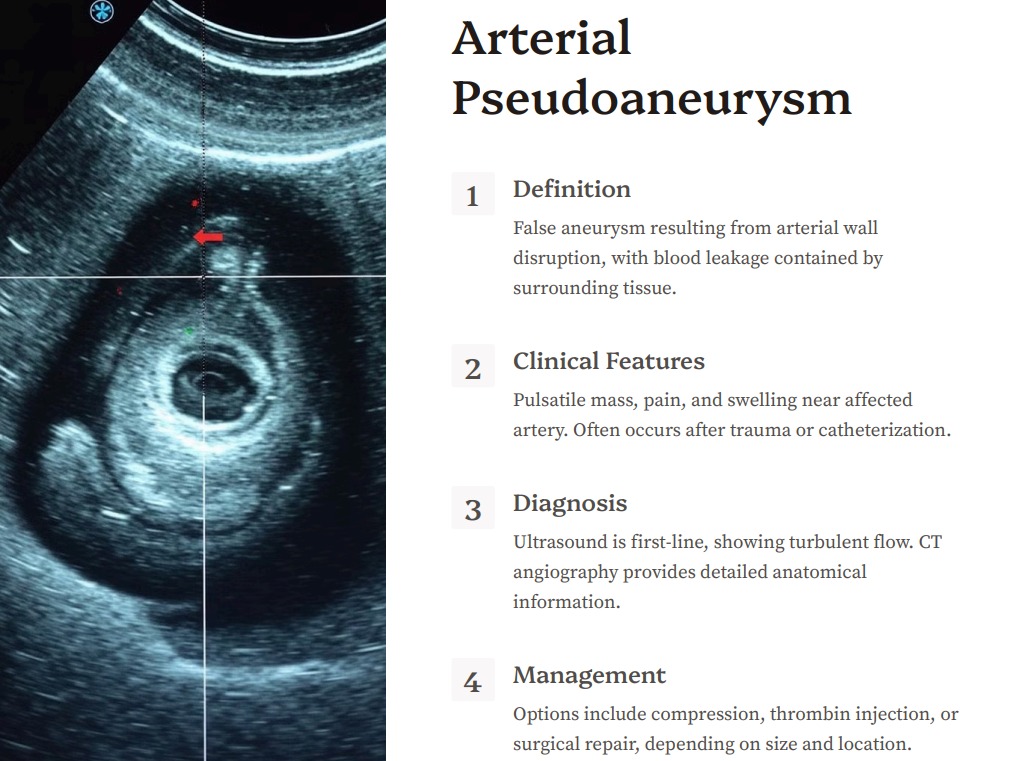 Arterial
Pseudoaneurysm
1
Definition
False aneurysm resulting from arterial wall
disruption, with blood leakage contained by
surrounding tissue.
2
Clinical Features
Pulsatile mass, pain, and swelling near affected
artery. Often occurs after trauma or catheterization.
3
Diagnosis
Ultrasound is first-line, showing turbulent flow. CT
angiography provides detailed anatomical
information.
4
Management
Options include compression, thrombin injection, or
surgical repair, depending on size and location.